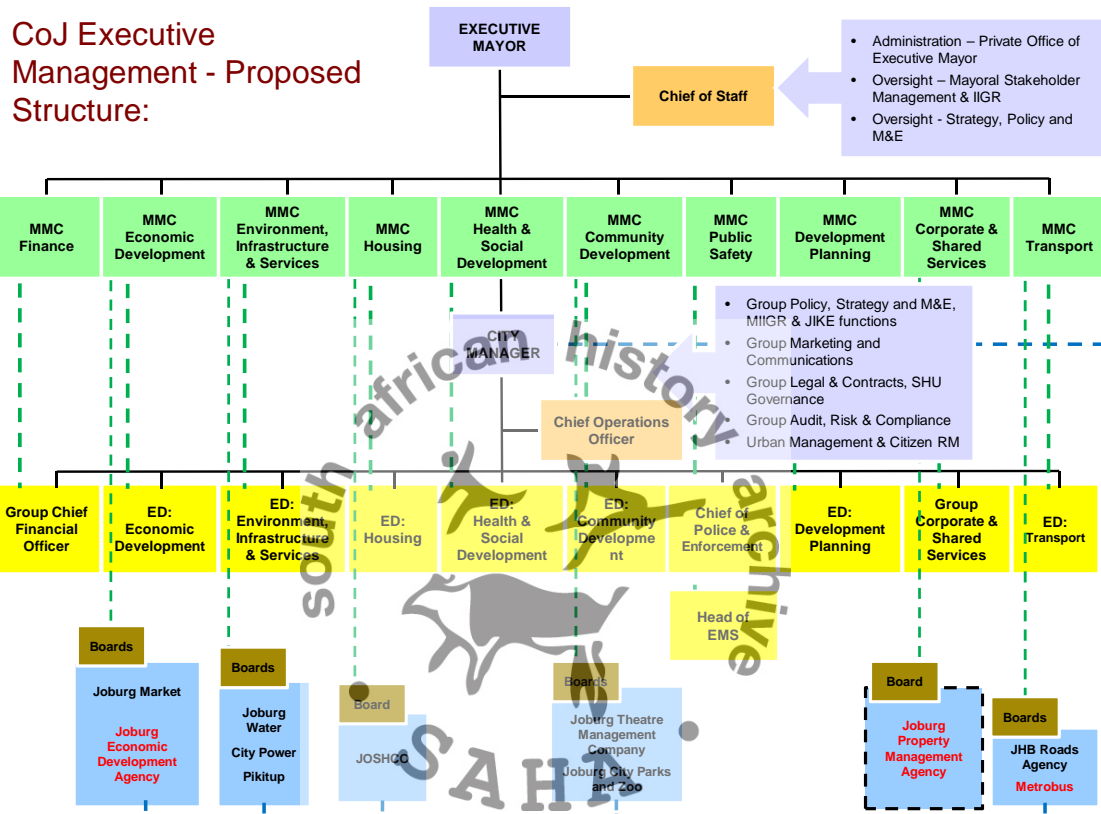 CoJ Executive
Management - Proposed
Structure:
EXECUTIVE
MAYOR
Chief of Staff
• Administration – Private Office of
Executive Mayor
• Oversight – Mayoral Stakeholder
Management & IIGR
• Oversight - Strategy, Policy and
M&E
MMC
Finance
MMC
Economic
Development
MMC
Environment,
Infrastructure
& Services
MMC
Housing
MMC
Health &
Social
Development
MMC
Community
Development
MMC
Public
Safety
MMC
Development
Planning
MMC
Corporate &
Shared
Services
MMC
Transport
CITY
MANAGER
• Group Policy, Strategy and M&E,
MIIGR & JIKE functions
• Group Marketing and
Communications
• Group Legal & Contracts, SHU
Governance
• Group Audit, Risk & Compliance
• Urban Management & Citizen RM
Chief Operations
Officer
Group Chief
Financial
Officer
ED:
Economic
Development
ED:
Environment,
Infrastructure
& Services
ED:
Housing
ED:
Health &
Social
Development
ED:
Community
Developme
nt
Chief of
Police &
Enforcement
ED:
Development
Planning
Group
Corporate &
Shared
Services
ED:
Transport
Head of
EMS
Boards
Joburg Market
Joburg
Economic
Development
Agency
Boards
Joburg
Water
City Power
Pikitup
Board
JOSHCO
Boards
Joburg Theatre
Management
Company
Joburg City Parks
and Zoo
Board
Joburg
Property
Management
Agency
Boards
JHB Roads
Agency
Metrobus
south african history archive
• SAHA •